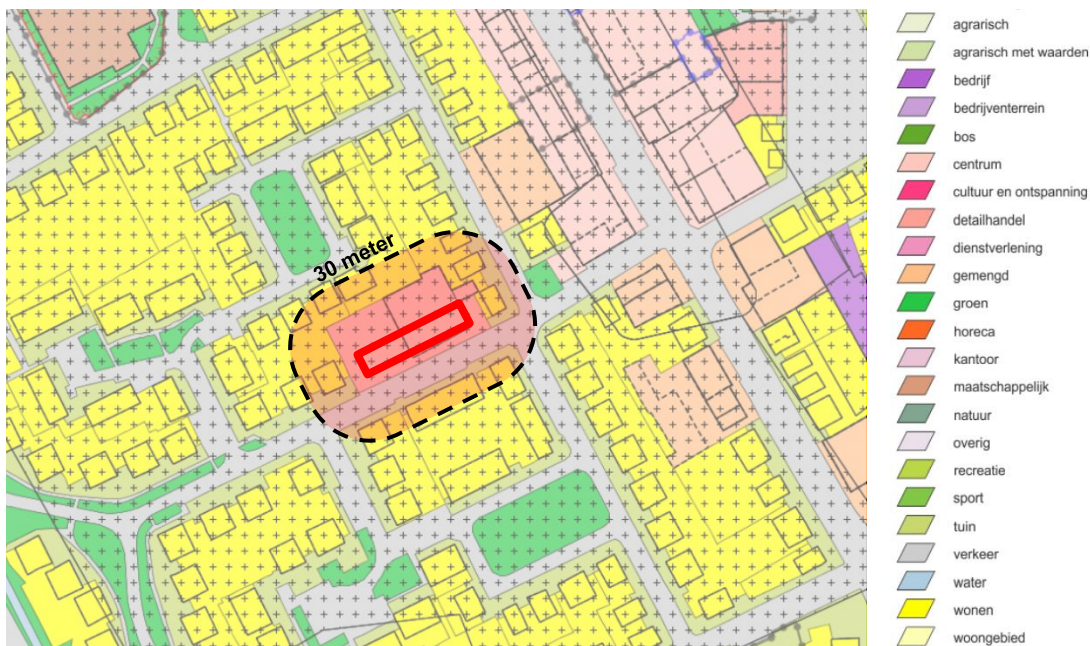 30 meter
agrarisch
agrarisch met waarden
bedrijf
bedrijventerrein
bos
centrum
cultuur en ontspanning
detailhandel
dienstverlening
gemengd
groen
horeca
kantoor
maatschappelijk
natuur
overig
recreatie
sport
tuin
verkeer
water
wonen
woongebied